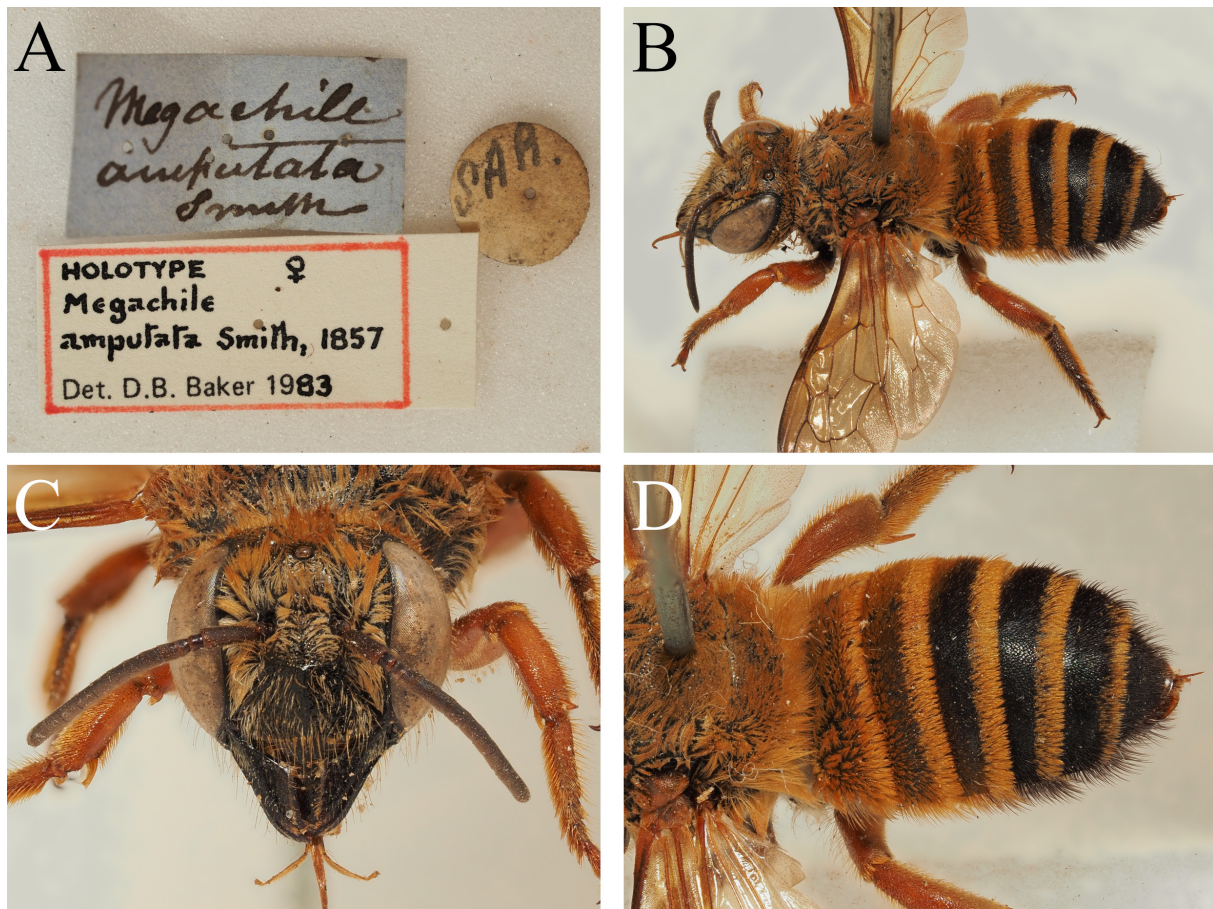 A
Megachile
amputata
Smith
SAR.
HOLOTYPE ♀
Megachile
amputata Smith, 1857
Det. D.B. Baker 1983
B
C
D